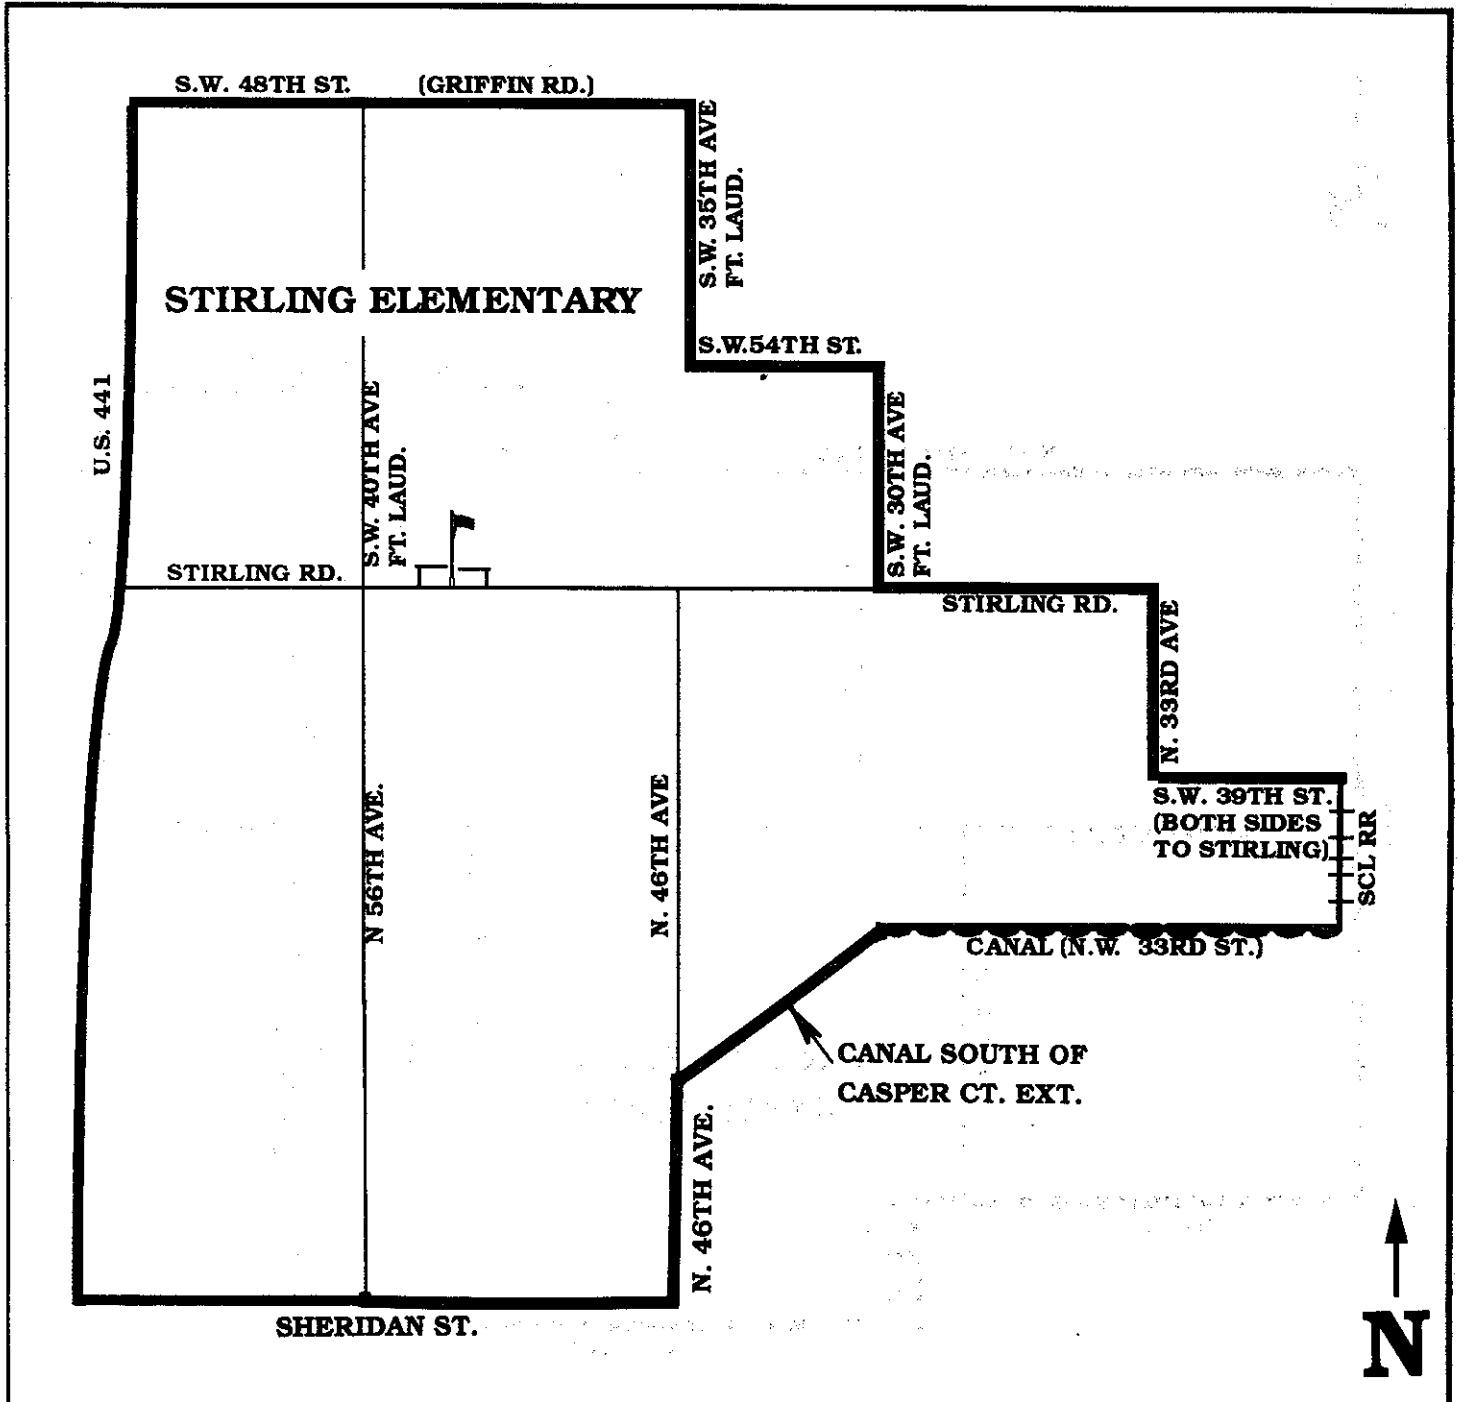 S.W. 48TH ST. (GRIFFIN RD.)
S.W. 35TH AVE
FT. LAUD.
STIRLING ELEMENTARY
S.W.54TH ST.
U.S. 441
S.W. 40TH AVE
FT. LAUD.
S.W. 30TH AVE
FT. LAUD.
STIRLING RD.
STIRLING RD.
N. 33RD AVE
S.W. 39TH ST.
(BOTH SIDES
TO STIRLING)
SCL RR
N 56TH AVE.
N. 46TH AVE
CANAL (N.W. 33RD ST.)
CANAL SOUTH OF
CASPER CT. EXT.
N. 46TH AVE.
SHERIDAN ST.
N